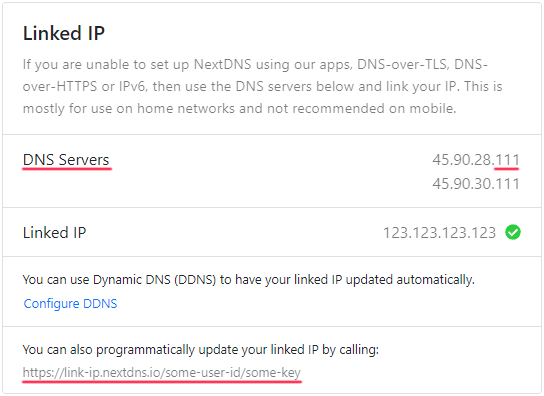 Linked IP
If you are unable to set up NextDNS using our apps, DNS-over-TLS, DNS-
over-HTTPS or IPv6, then use the DNS servers below and link your IP. This is
mostly for use on home networks and not recommended on mobile.
DNS Servers 45.90.28.111
45.90.30.111
Linked IP 123.123.123.123
You can use Dynamic DNS (DDNS) to have your linked IP updated automatically.
Configure DDNS
You can also programmatically update your linked IP by calling:
https://link-ip.nextdns.io/some-user-id/some-key